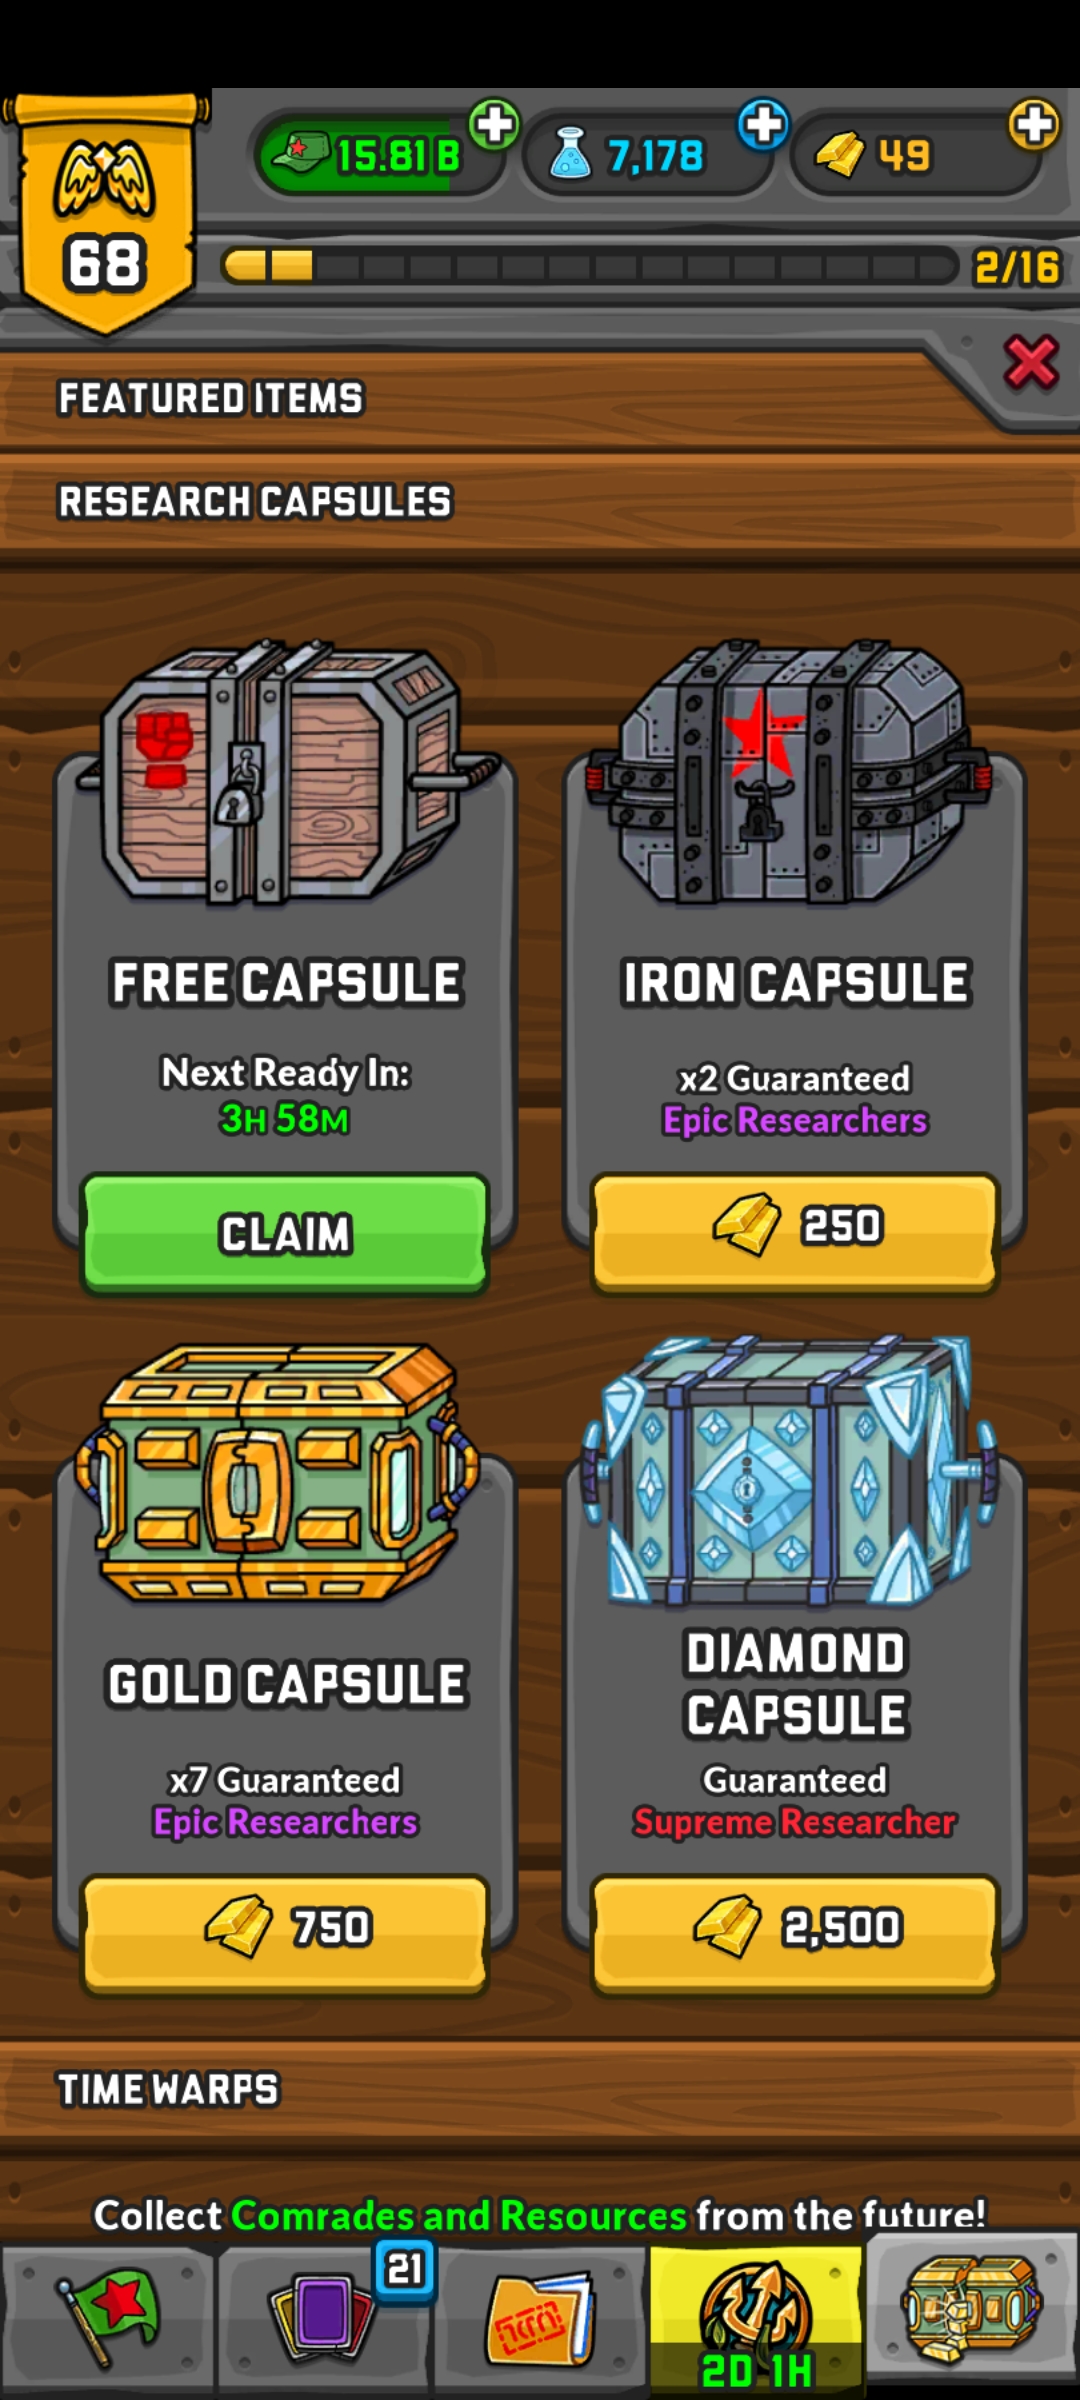 15.81 B
7,178
49
68
2/16
FEATURED ITEMS
RESEARCH CAPSULES
FREE CAPSULE
Next Ready In:
3H 58M
CLAIM
IRON CAPSULE
x2 Guaranteed
Epic Researchers
250
GOLD CAPSULE
x7 Guaranteed
Epic Researchers
750
DIAMOND
CAPSULE
Guaranteed
Supreme Researcher
2,500
TIME WARPS
Collect Comrades and Resources from the future!
21
2D 1H